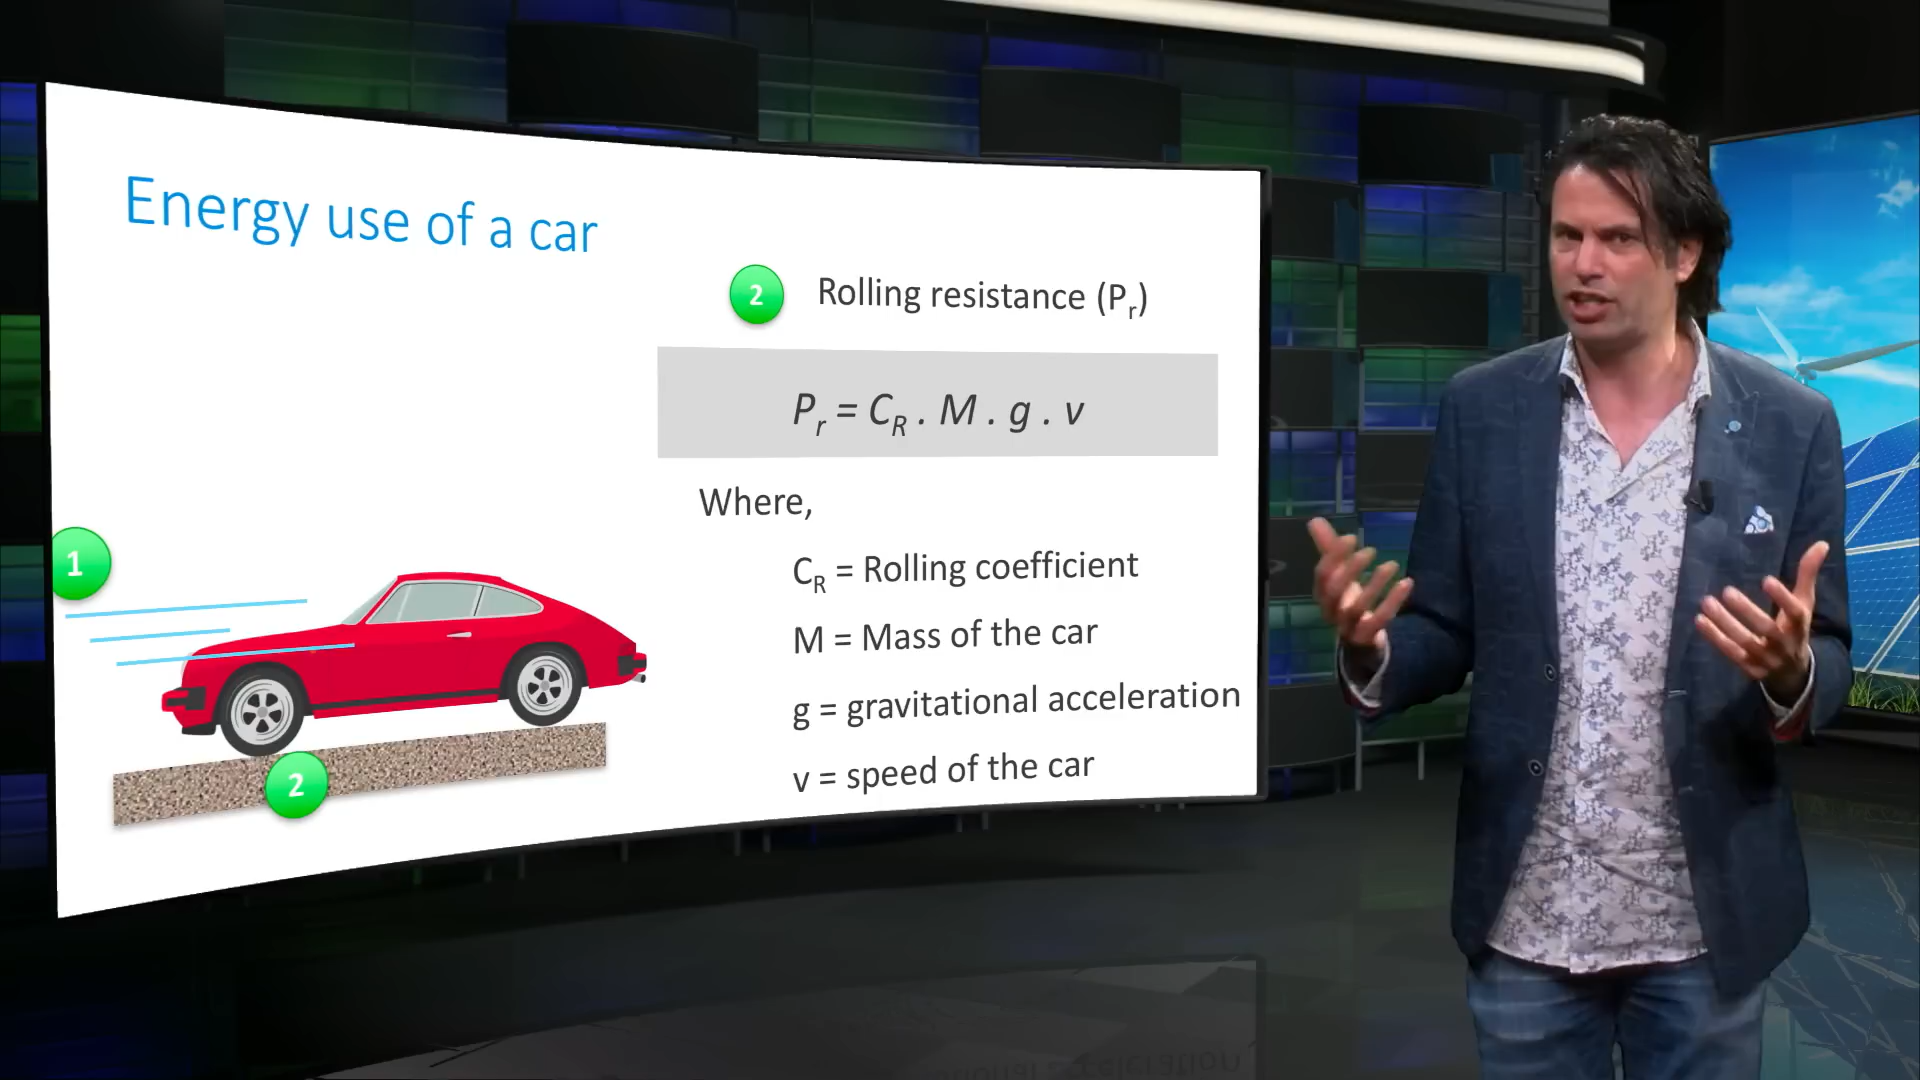 Energy use of a car
2 Rolling resistance (Pr)
Pr = CR . M . g . v
Where,
CR = Rolling coefficient
M = Mass of the car
g = gravitational acceleration
v = speed of the car
1
2